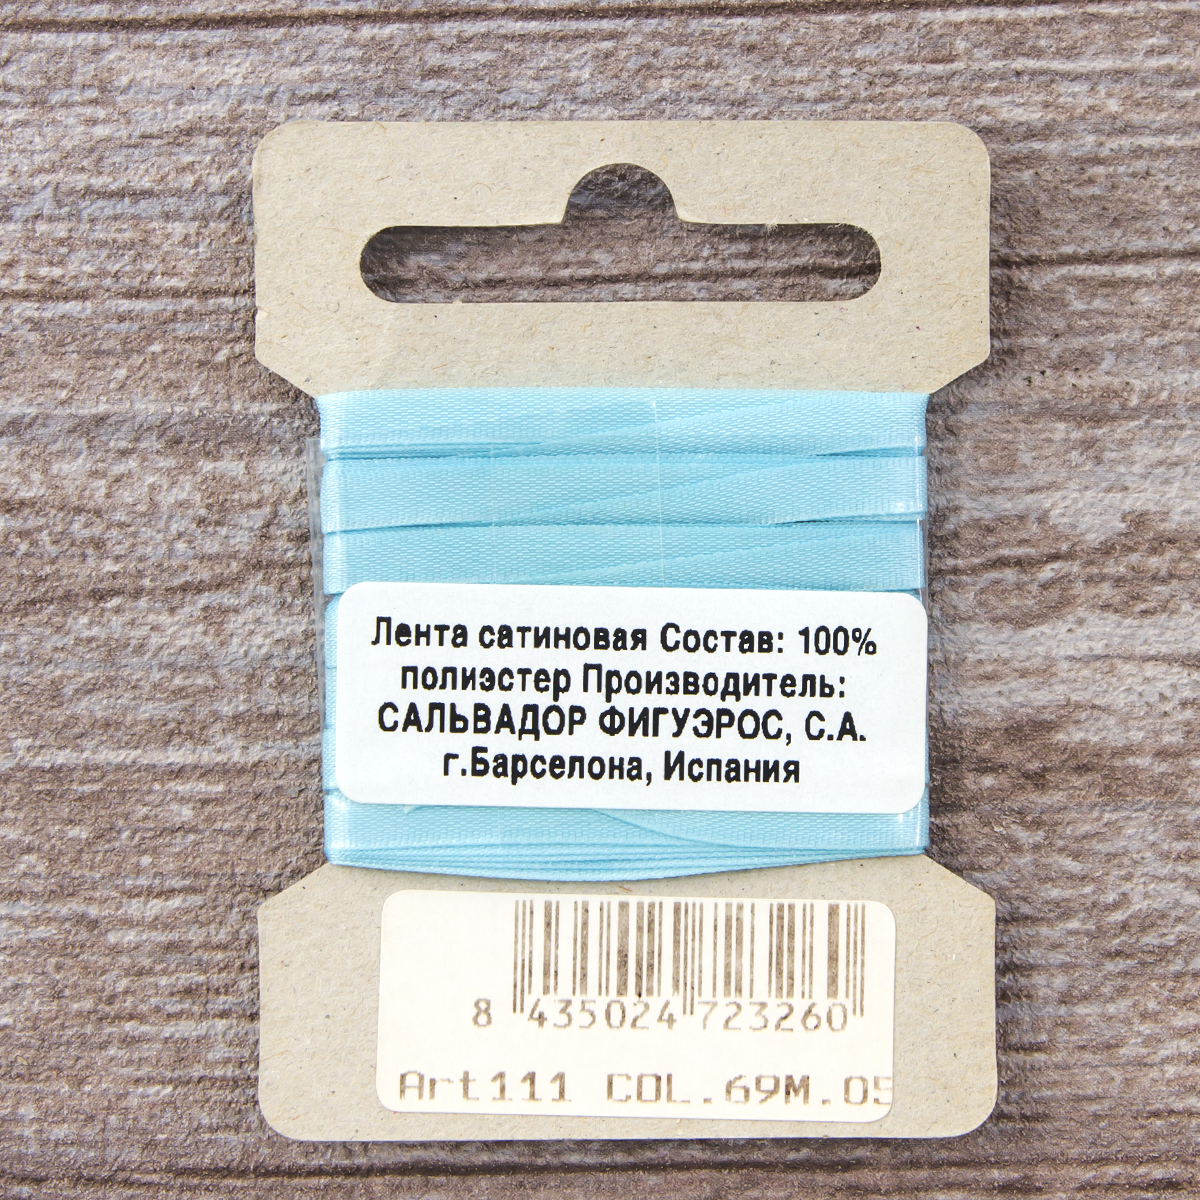 Лента сатиновая Состав: 100%
полиэстер Производитель:
САЛЬВАДОР ФИГУЭРОС, С.А.
г.Барселона, Испания
8 435024 723260
Art111 COL.69M.05